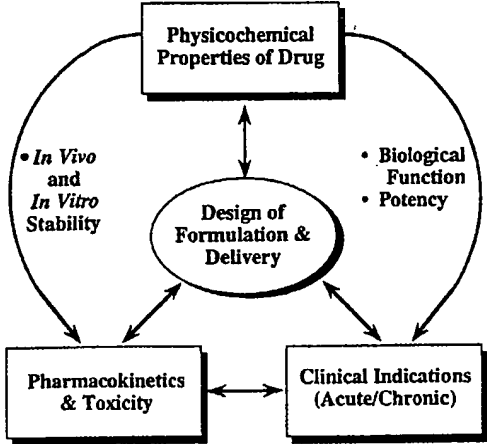 Physicochemical
Properties of Drug
• In Vivo
and
In Vitro
Stability
• Biological
Function
• Potency
Design of
Formulation &
Delivery
Pharmacokinetics
& Toxicity
Clinical Indications
(Acute/Chronic)